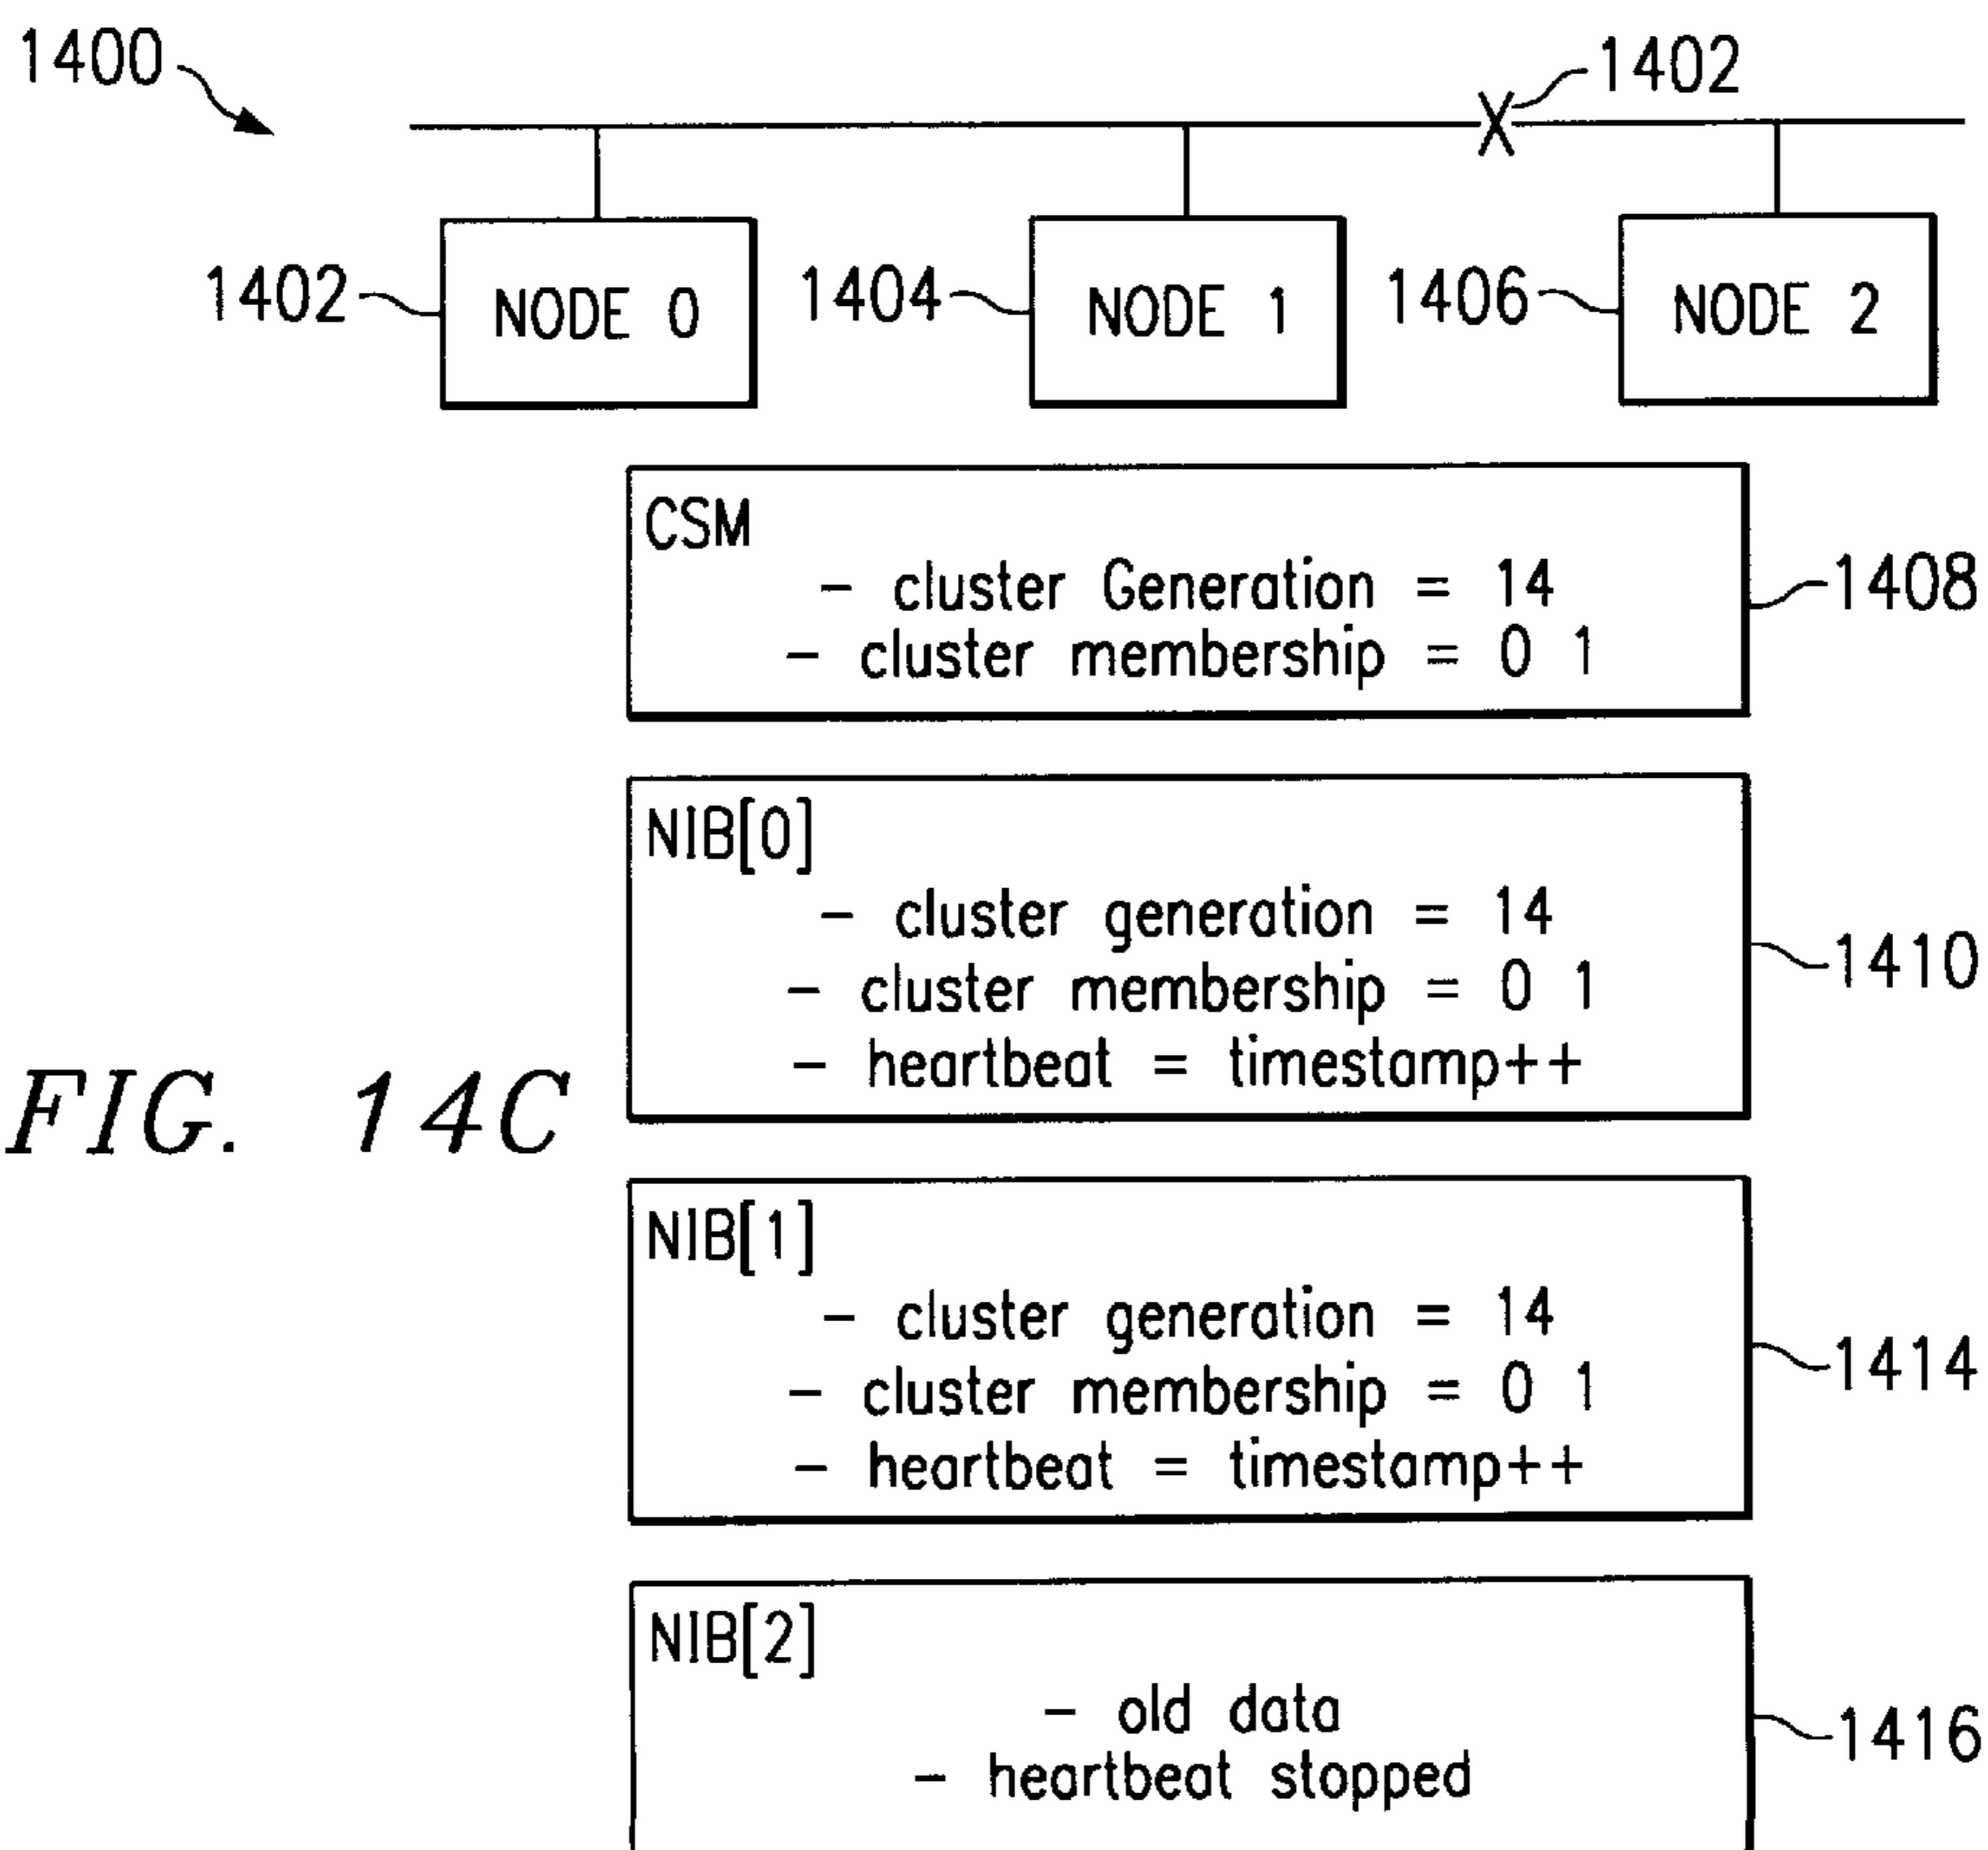 1400
1402
1402
NODE 0
1404
NODE 1
1406
NODE 2
CSM
- cluster Generation = 14
- cluster membership = 0 1
1408
NIB[0]
- cluster generation = 14
- cluster membership = 0 1
- heartbeat = timestamp++
1410
FIG. 14C
NIB[1]
- cluster generation = 14
- cluster membership = 0 1
- heartbeat = timestamp++
1414
NIB[2]
- old data
- heartbeat stopped
1416